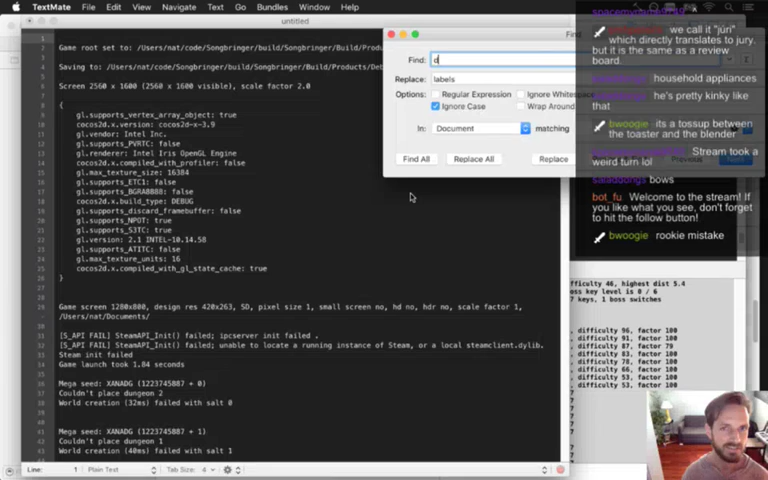 TextMate File Edit View Navigate Text Go Bundles Window Help
untitled
Game root set to: /Users/nat/code/Songbringer/build/Songbringer/Build/Produ
Saving to: /Users/nat/code/Songbringer/build/Songbringer/Build/Products/Deb
Screen 2560 x 1600 (2560 x 1600 visible), scale factor 2.0
{
gl.supports_vertex_array_object: true
cocos2d.x.version: cocos2d-x-3.9
gl.vendor: Intel Inc.
gl.supports_PVRTC: false
gl.renderer: Intel Iris OpenGL Engine
cocos2d.x.compiled_with_profiler: false
gl.max_texture_size: 16384
gl.supports_ETC1: false
gl.supports_BGRA8888: false
cocos2d.x.build_type: DEBUG
gl.supports_discard_framebuffer: false
gl.supports_NPOT: true
gl.supports_S3TC: true
gl.version: 2.1 INTEL-10.14.58
gl.supports_ATITC: false
gl.max_texture_units: 16
cocos2d.x.compiled_with_gl_state_cache: true
}
Game screen 1280x800, design res 420x263, SD, pixel size 1, small screen no, hd no, hdr no, scale factor 1,
/Users/nat/Documents/
[S_API FAIL] SteamAPI_Init() failed; ipcserver init failed .
[S_API FAIL] SteamAPI_Init() failed; unable to locate a running instance of Steam, or a local steamclient.dylib.
Steam init failed
Game launch took 1.84 seconds
Mega seed: XANADG (1223745887 + 0)
Couldn't place dungeon 2
World creation (32ms) failed with salt 0
Mega seed: XANADG (1223745887 + 1)
Couldn't place dungeon 1
World creation (40ms) failed with salt 1
Line: 1 Plain Text Tab Size: 4
Find
Find: d
Replace: labels
Options: Regular Expression Ignore Whitesp
Ignore Case Wrap Around
In: Document matching
Find All Replace All Replace
we call it "jüri"
which directly translates to jury.
but it is the same as a review
board.
household appliances
he's pretty kinky like
that
bwoogie its a tossup between
the toaster and the blender
Stream took a
weird turn lol
saladdongs bows
bot_fu Welcome to the stream! If
you like what you see, don't forget
to hit the follow button!
bwoogie rookie mistake
fficulty 46, highest dist 5.4
ss key level is 0 / 6
7 keys, 1 boss switches
, difficulty 96, factor 100
, difficulty 91, factor 100
, difficulty 87, factor 79
, difficulty 83, factor 100
, difficulty 78, factor 100
, difficulty 66, factor 100
, difficulty 53, factor 100
, difficulty 53, factor 100